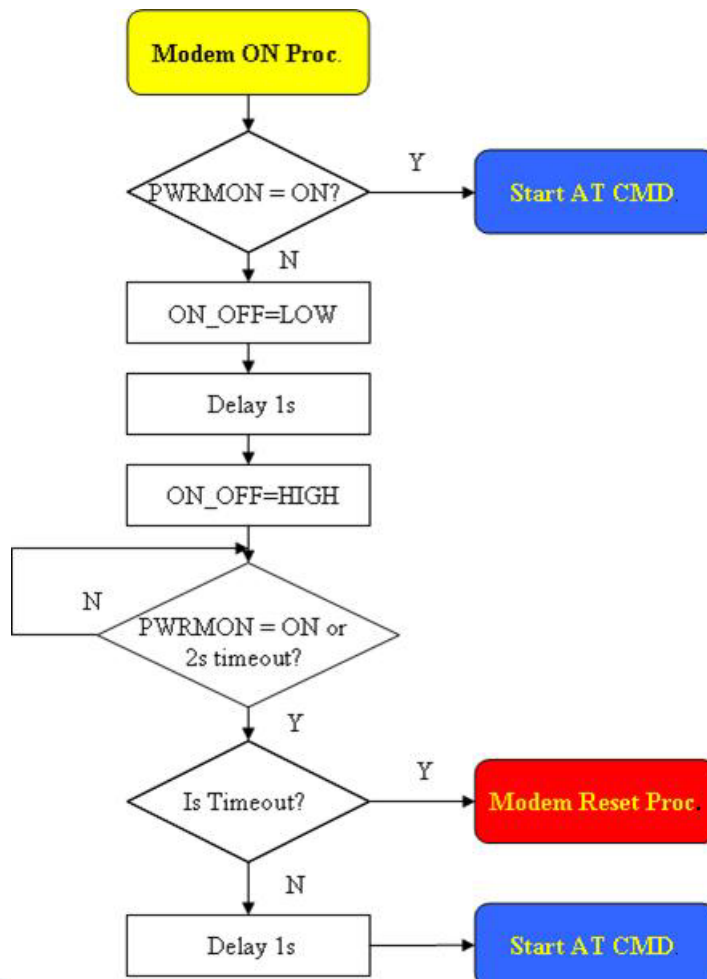 Modem ON Proc.
PWRMON = ON?
Y
Start AT CMD.
N
ON_OFF=LOW
Delay 1s
ON_OFF=HIGH
N
PWRMON = ON or
2s timeout?
Y
Is Timeout?
Y
Modem Reset Proc.
N
Delay 1s
Start AT CMD.